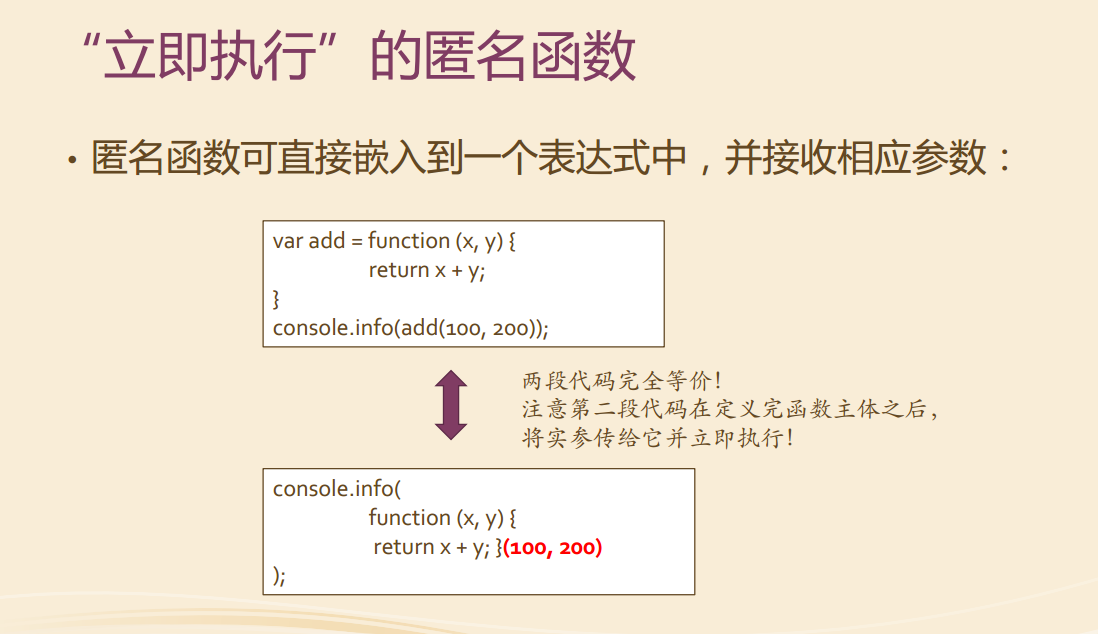 “立即执行”的匿名函数
• 匿名函数可直接嵌入到一个表达式中，并接收相应参数：
var add = function (x, y) {
return x + y;
}
console.info(add(100, 200));
两段代码完全等价！
注意第二段代码在定义完函数主体之后，
将实参传给它并立即执行！
console.info(
function (x, y) {
return x + y; }(100, 200)
);